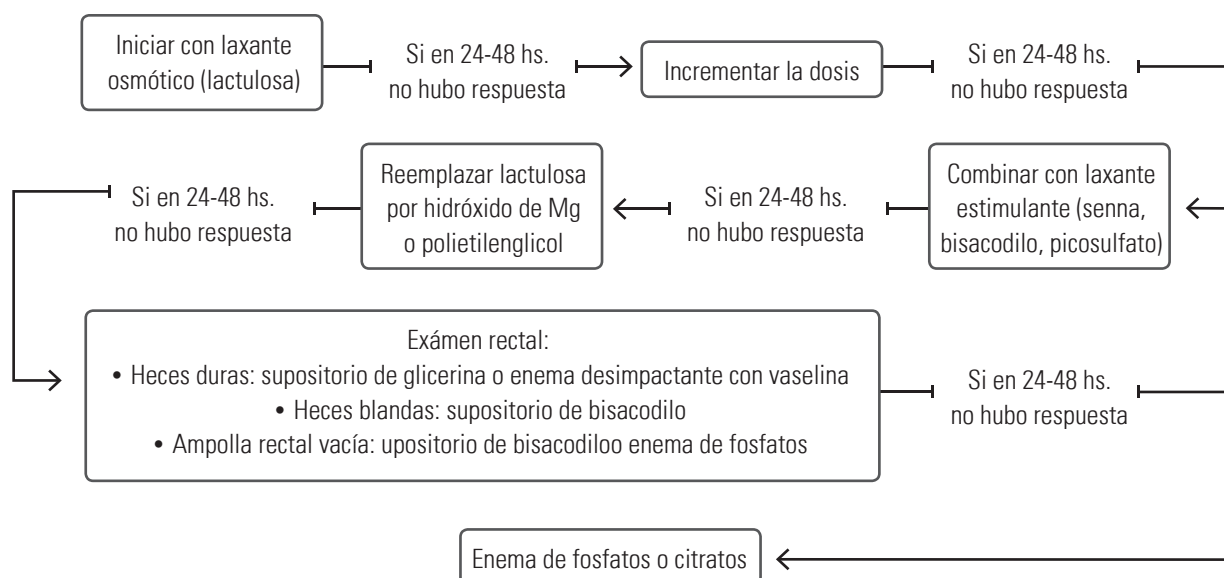 Iniciar con laxante
osmótico (lactulosa)
Si en 24-48 hs.
no hubo respuesta
Incrementar la dosis
Si en 24-48 hs.
no hubo respuesta
Combinar con laxante
estimulante (senna,
bisacodilo, picosulfato)
Si en 24-48 hs.
no hubo respuesta
Reemplazar lactulosa
por hidróxido de Mg
o polietilenglicol
Si en 24-48 hs.
no hubo respuesta
Exámen rectal:
• Heces duras: supositorio de glicerina o enema desimpactante con vaselina
• Heces blandas: supositorio de bisacodilo
• Ampolla rectal vacía: upositorio de bisacodiloo enema de fosfatos
Si en 24-48 hs.
no hubo respuesta
Enema de fosfatos o citratos